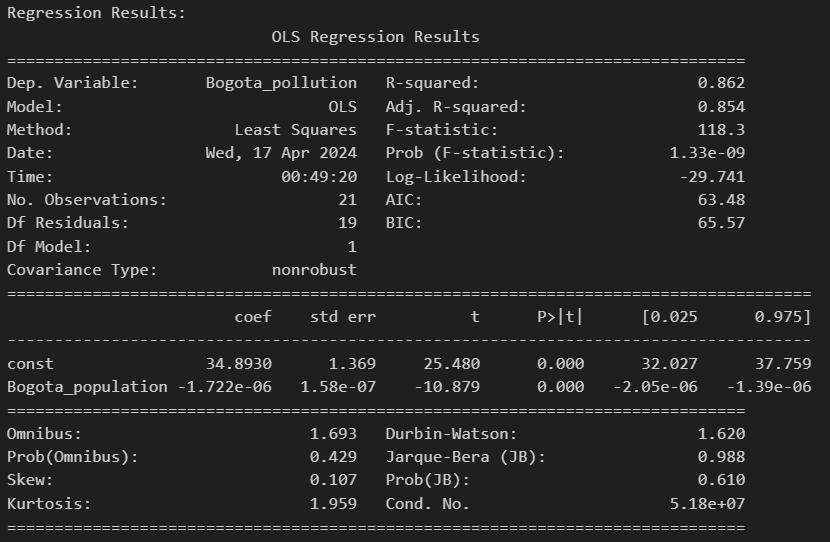 Regression Results:
OLS Regression Results
==============================================================================
Dep. Variable: Bogota_pollution R-squared: 0.862
Model: OLS Adj. R-squared: 0.854
Method: Least Squares F-statistic: 118.3
Date: Wed, 17 Apr 2024 Prob (F-statistic): 1.33e-09
Time: 00:49:20 Log-Likelihood: -29.741
No. Observations: 21 AIC: 63.48
Df Residuals: 19 BIC: 65.57
Df Model: 1
Covariance Type: nonrobust
=====================================================================================
coef std err t P>|t| [0.025 0.975]
-------------------------------------------------------------------------------------
const 34.8930 1.369 25.480 0.000 32.027 37.759
Bogota_population -1.722e-06 1.58e-07 -10.879 0.000 -2.05e-06 -1.39e-06
==============================================================================
Omnibus: 1.693 Durbin-Watson: 1.620
Prob(Omnibus): 0.429 Jarque-Bera (JB): 0.988
Skew: 0.107 Prob(JB): 0.610
Kurtosis: 1.959 Cond. No. 5.18e+07
==============================================================================